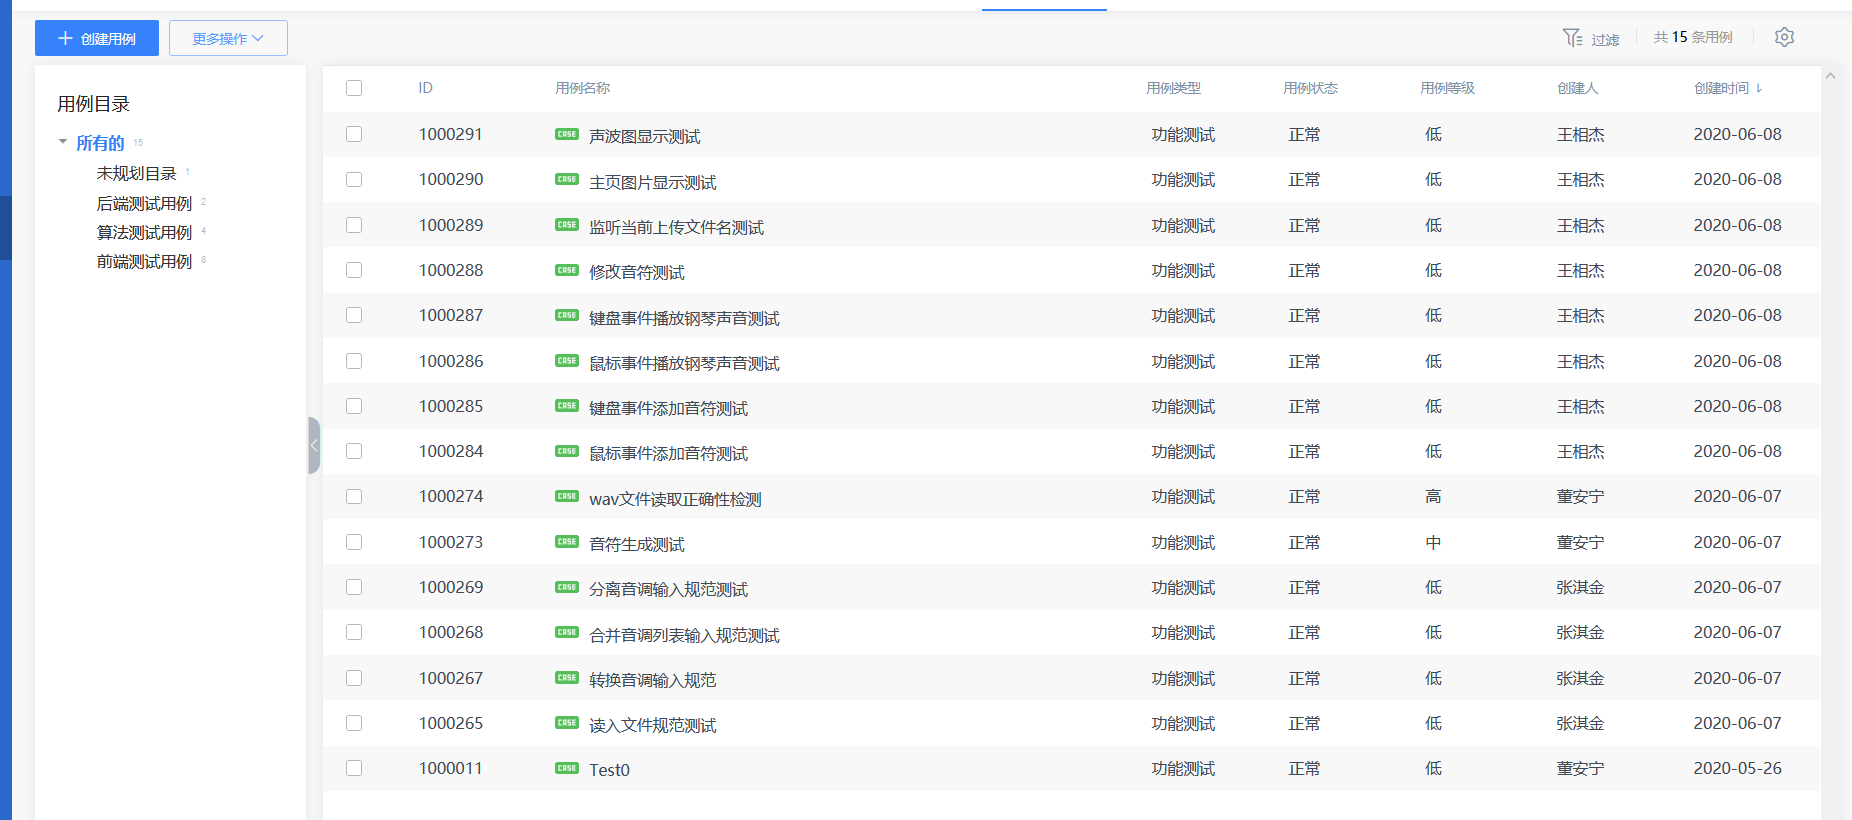 创建用例 更多操作 过滤 共 15 条用例
用例目录
所有的 15
未规划目录 1
后端测试用例 2
算法测试用例 4
前端测试用例 8
ID 用例名称 用例类型 用例状态 用例等级 创建人 创建时间
1000291 CASE 声波图显示测试 功能测试 正常 低 王相杰 2020-06-08
1000290 CASE 主页图片显示测试 功能测试 正常 低 王相杰 2020-06-08
1000289 CASE 监听当前上传文件名测试 功能测试 正常 低 王相杰 2020-06-08
1000288 CASE 修改音符测试 功能测试 正常 低 王相杰 2020-06-08
1000287 CASE 键盘事件播放钢琴声音测试 功能测试 正常 低 王相杰 2020-06-08
1000286 CASE 鼠标事件播放钢琴声音测试 功能测试 正常 低 王相杰 2020-06-08
1000285 CASE 键盘事件添加音符测试 功能测试 正常 低 王相杰 2020-06-08
1000284 CASE 鼠标事件添加音符测试 功能测试 正常 低 王相杰 2020-06-08
1000274 CASE wav文件读取正确性检测 功能测试 正常 高 董安宁 2020-06-07
1000273 CASE 音符生成测试 功能测试 正常 中 董安宁 2020-06-07
1000269 CASE 分离音调输入规范测试 功能测试 正常 低 张淇金 2020-06-07
1000268 CASE 合并音调列表输入规范测试 功能测试 正常 低 张淇金 2020-06-07
1000267 CASE 转换音调输入规范 功能测试 正常 低 张淇金 2020-06-07
1000265 CASE 读入文件规范测试 功能测试 正常 低 张淇金 2020-06-07
1000011 CASE Test0 功能测试 正常 低 董安宁 2020-05-26